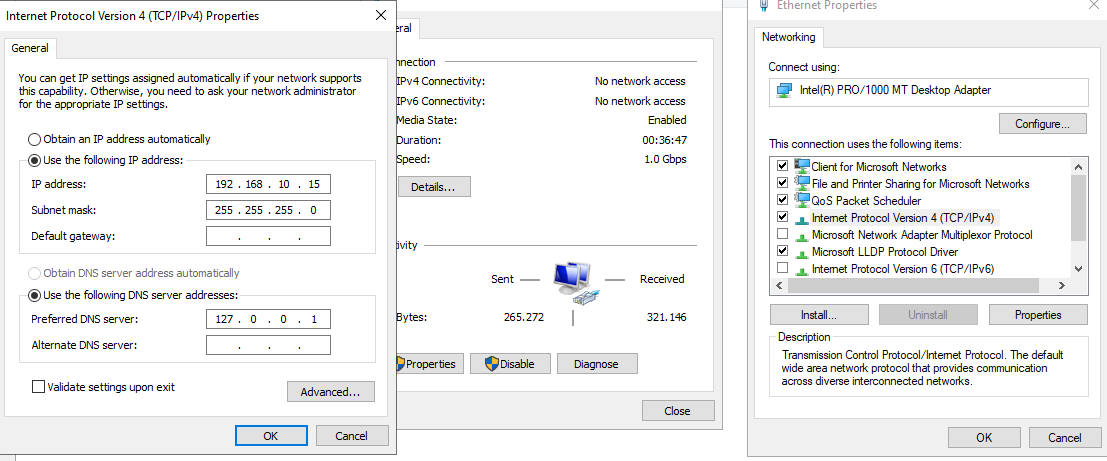 Internet Protocol Version 4 (TCP/IPv4) Properties
General
You can get IP settings assigned automatically if your network supports
this capability. Otherwise, you need to ask your network administrator
for the appropriate IP settings.
Obtain an IP address automatically
Use the following IP address:
IP address: 192 . 168 . 10 . 15
Subnet mask: 255 . 255 . 255 . 0
Default gateway: . . .
Obtain DNS server address automatically
Use the following DNS server addresses:
Preferred DNS server: 127 . 0 . 0 . 1
Alternate DNS server: . . .
Validate settings upon exit
Advanced...
OK Cancel
eral
nnection
IPv4 Connectivity: No network access
IPv6 Connectivity: No network access
Media State: Enabled
Duration: 00:36:47
Speed: 1.0 Gbps
Details...
tivity
Sent Received
Bytes: 265.272 321.146
Properties Disable Diagnose
Close
Ethernet Properties
Networking
Connect using:
Intel(R) PRO/1000 MT Desktop Adapter
Configure...
This connection uses the following items:
Client for Microsoft Networks
File and Printer Sharing for Microsoft Networks
QoS Packet Scheduler
Internet Protocol Version 4 (TCP/IPv4)
Microsoft Network Adapter Multiplexor Protocol
Microsoft LLDP Protocol Driver
Internet Protocol Version 6 (TCP/IPv6)
Install... Uninstall Properties
Description
Transmission Control Protocol/Internet Protocol. The default
wide area network protocol that provides communication
across diverse interconnected networks.
OK Cancel